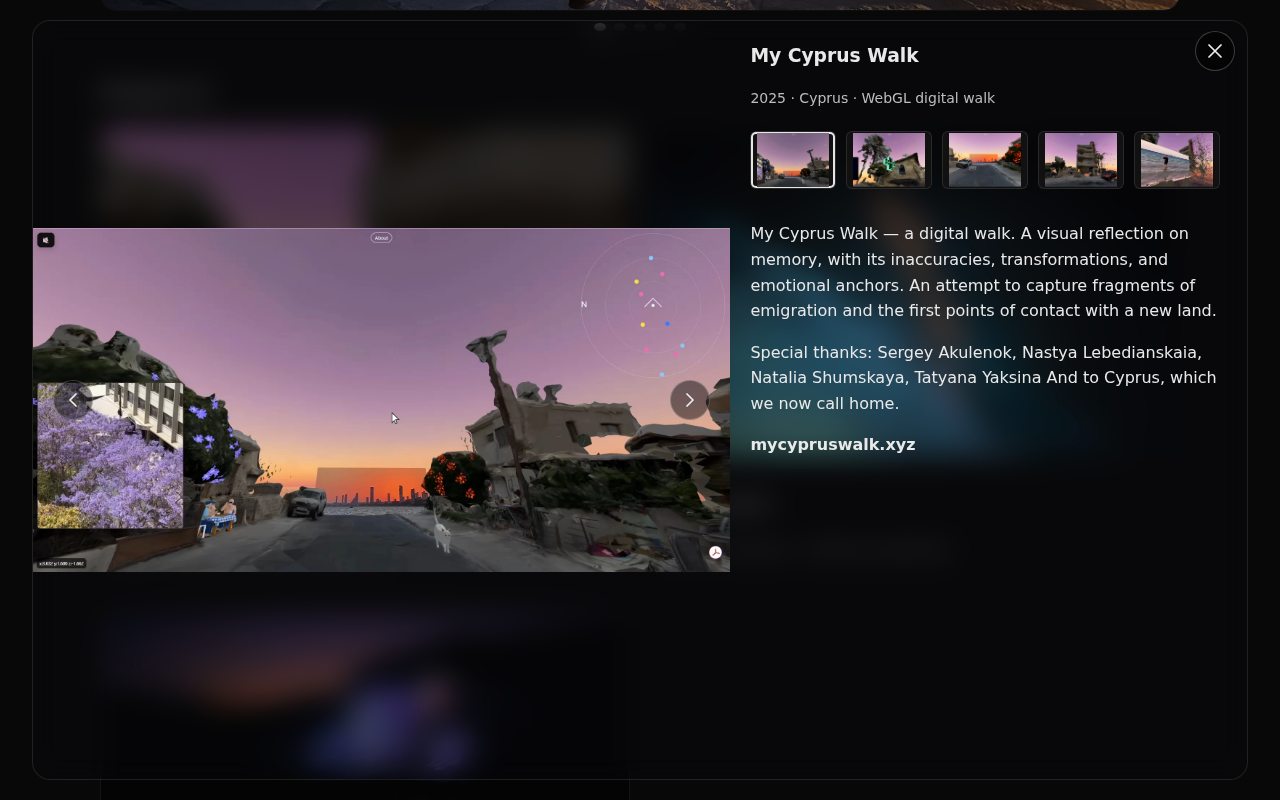 My Cyprus Walk
2025 · Cyprus · WebGL digital walk
About
N
My Cyprus Walk — a digital walk. A visual reflection on
memory, with its inaccuracies, transformations, and
emotional anchors. An attempt to capture fragments of
emigration and the first points of contact with a new land.
Special thanks: Sergey Akulenok, Nastya Lebedianskaia,
Natalia Shumskaya, Tatyana Yaksina And to Cyprus, which
we now call home.
mycypruswalk.xyz